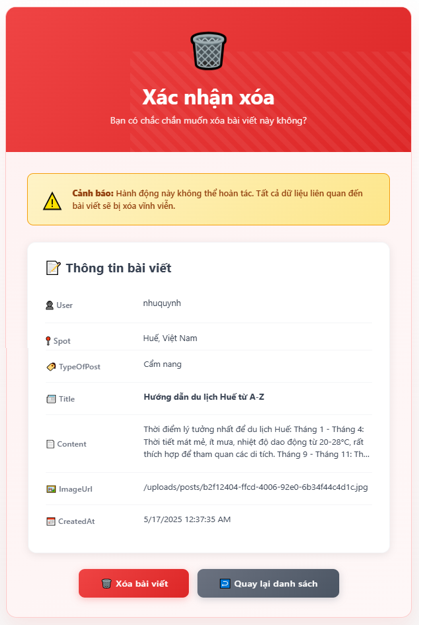 Xác nhận xóa
Bạn có chắc chắn muốn xóa bài viết này không?
Cảnh báo: Hành động này không thể hoàn tác. Tất cả dữ liệu liên quan đến
bài viết sẽ bị xóa vĩnh viễn.
Thông tin bài viết
User
nhuquynh
Spot
Huế, Việt Nam
TypeOfPost
Cẩm nang
Title
Hướng dẫn du lịch Huế từ A-Z
Content
Thời điểm lý tưởng nhất để du lịch Huế: Tháng 1 - Tháng 4:
Thời tiết mát mẻ, ít mưa, nhiệt độ dao động từ 20-28°C, rất
thích hợp để tham quan các di tích. Tháng 9 - Tháng 11: Th...
ImageUrl
/uploads/posts/b2f12404-ffcd-4006-92e0-6b34f44c4d1c.jpg
CreatedAt
5/17/2025 12:37:35 AM
Xóa bài viết
Quay lại danh sách